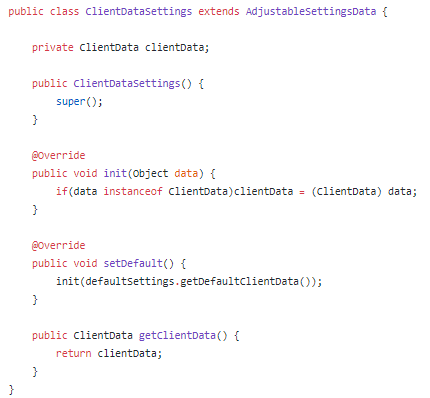 public class ClientDataSettings extends AdjustableSettingsData {
private ClientData clientData;
public ClientDataSettings() {
super();
}
@Override
public void init(Object data) {
if(data instanceof ClientData)clientData = (ClientData) data;
}
@Override
public void setDefault() {
init(defaultSettings.getDefaultClientData());
}
public ClientData getClientData() {
return clientData;
}
}